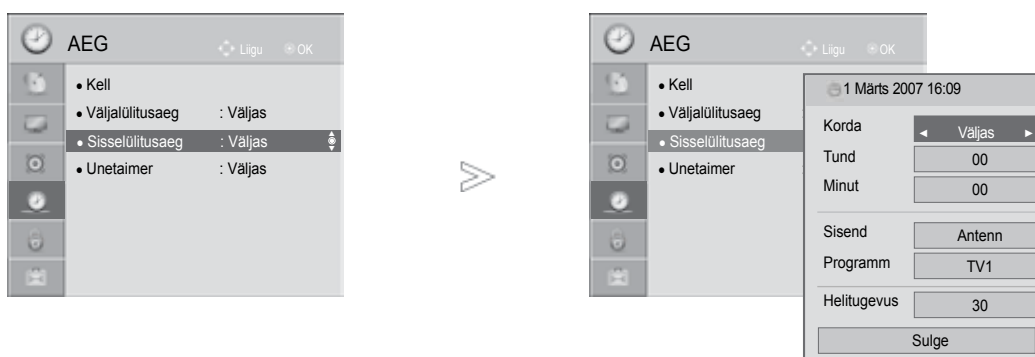 AEG Liigu OK
• Kell
• Väljalülitusaeg : Väljas
• Sisselülitusaeg : Väljas
• Unetaimer : Väljas
AEG Liigu OK
• Kell
• Väljalülitusaeg :
• Sisselülitusaeg
• Unetaimer :
1 Märts 2007 16:09
Korda ◄ Väljas ►
Tund 00
Minut 00
Sisend Antenn
Programm TV1
Helitugevus 30
Sulge